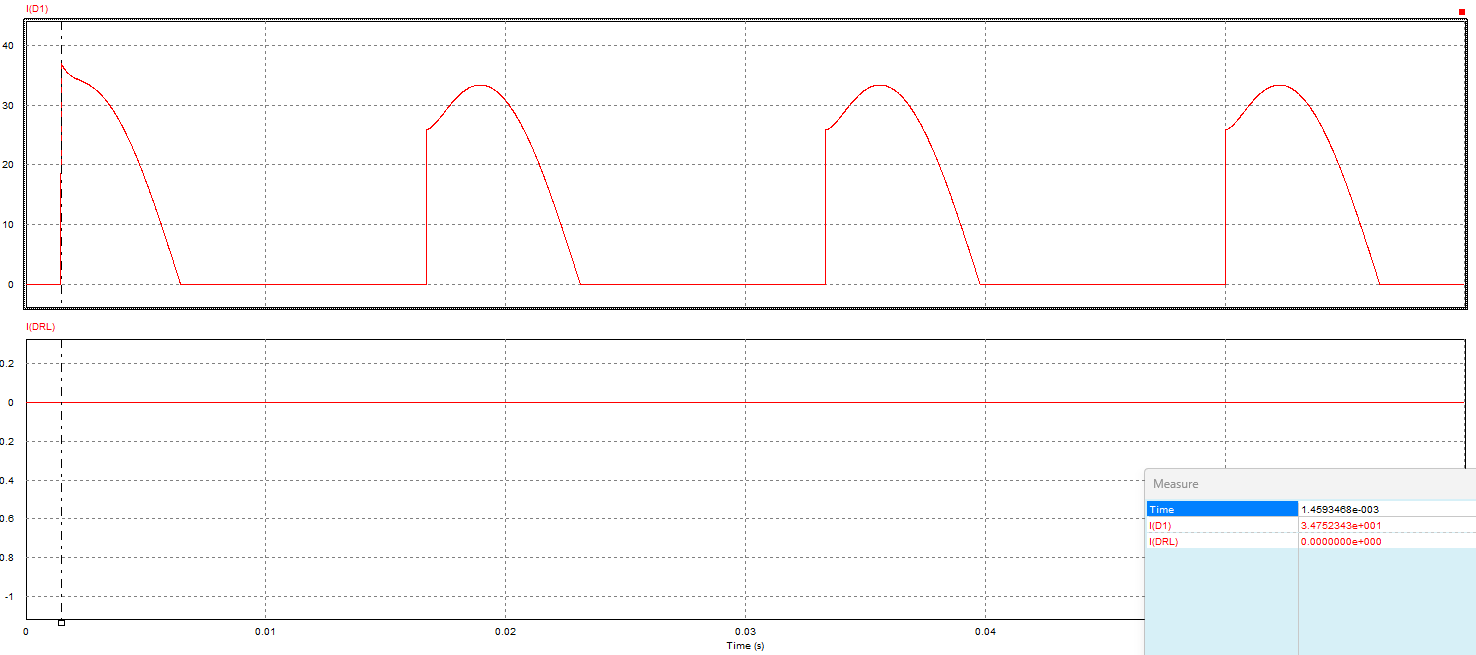 I(D1)
40
30
20
10
0
I(DRL)
0.2
0
0.2
0.4
0.6
0.8
-1
0 0.01 0.02 0.03 0.04
Time (s)
Measure
Time 1.4593468e-003
I(D1) 3.4752343e+001
I(DRL) 0.0000000e+000